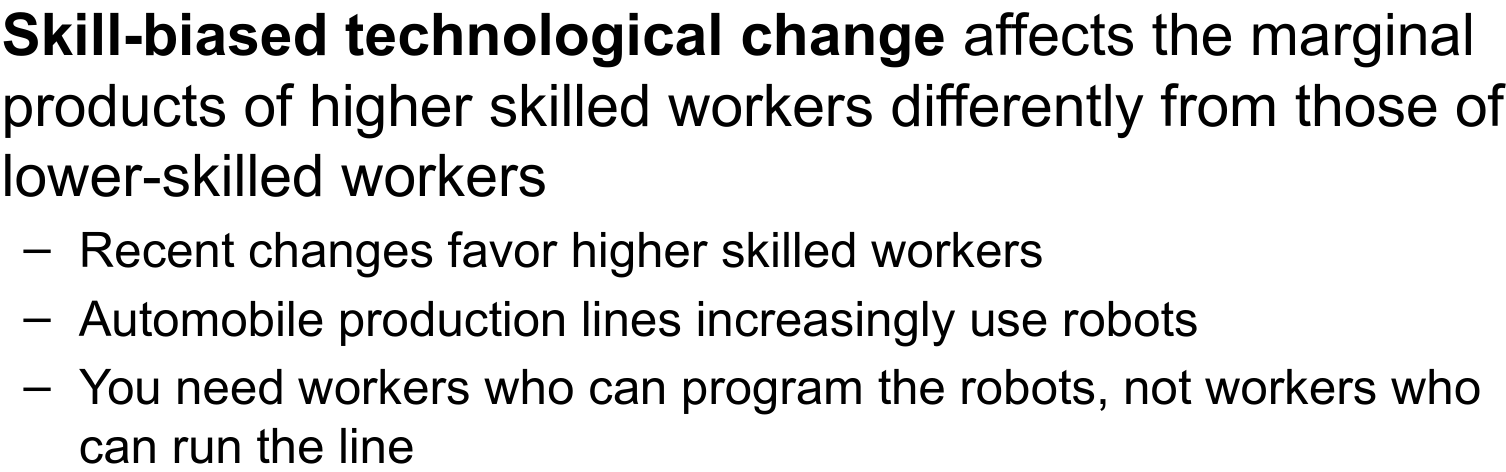 Skill-biased technological change affects the marginal
products of higher skilled workers differently from those of
lower-skilled workers
– Recent changes favor higher skilled workers
– Automobile production lines increasingly use robots
– You need workers who can program the robots, not workers who
can run the line